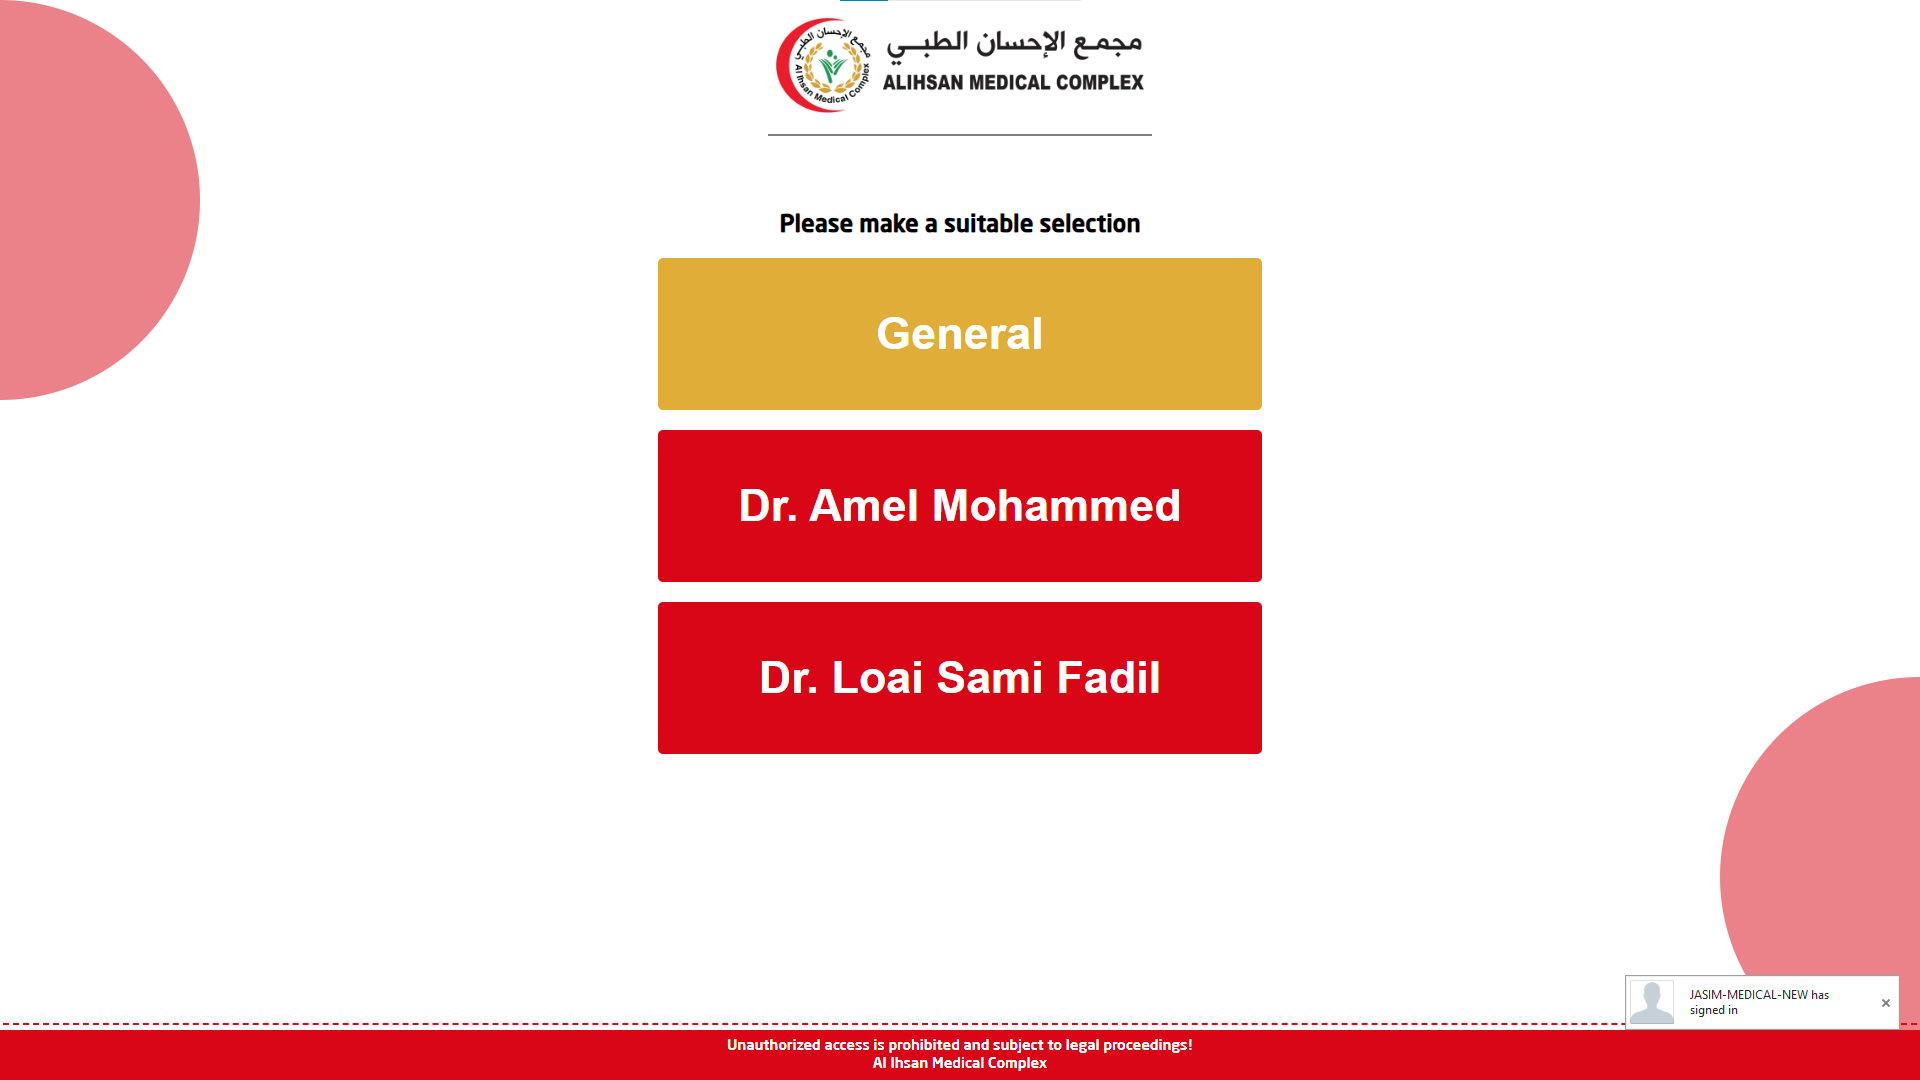 مجمع الإحسان الطبي
Al Ihsan Medical Complex
مجمـع الإحسان الطبــي
ALIHSAN MEDICAL COMPLEX
Please make a suitable selection
General
Dr. Amel Mohammed
Dr. Loai Sami Fadil
JASIM-MEDICAL-NEW has
signed in
Unauthorized access is prohibited and subject to legal proceedings!
Al Ihsan Medical Complex